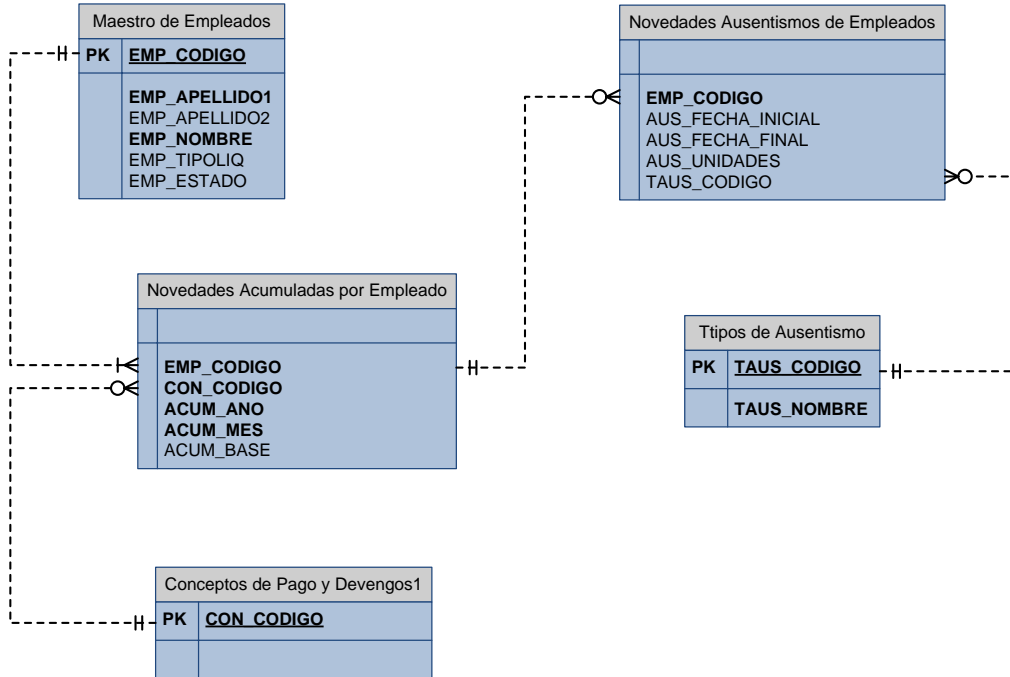 Maestro de Empleados
PK EMP_CODIGO
EMP_APELLIDO1
EMP_APELLIDO2
EMP_NOMBRE
EMP_TIPOLIQ
EMP_ESTADO
Novedades Ausentismos de Empleados
EMP_CODIGO
AUS_FECHA_INICIAL
AUS_FECHA_FINAL
AUS_UNIDADES
TAUS_CODIGO
Novedades Acumuladas por Empleado
EMP_CODIGO
CON_CODIGO
ACUM_ANO
ACUM_MES
ACUM_BASE
Ttipos de Ausentismo
PK TAUS_CODIGO
TAUS_NOMBRE
Conceptos de Pago y Devengos1
PK CON_CODIGO